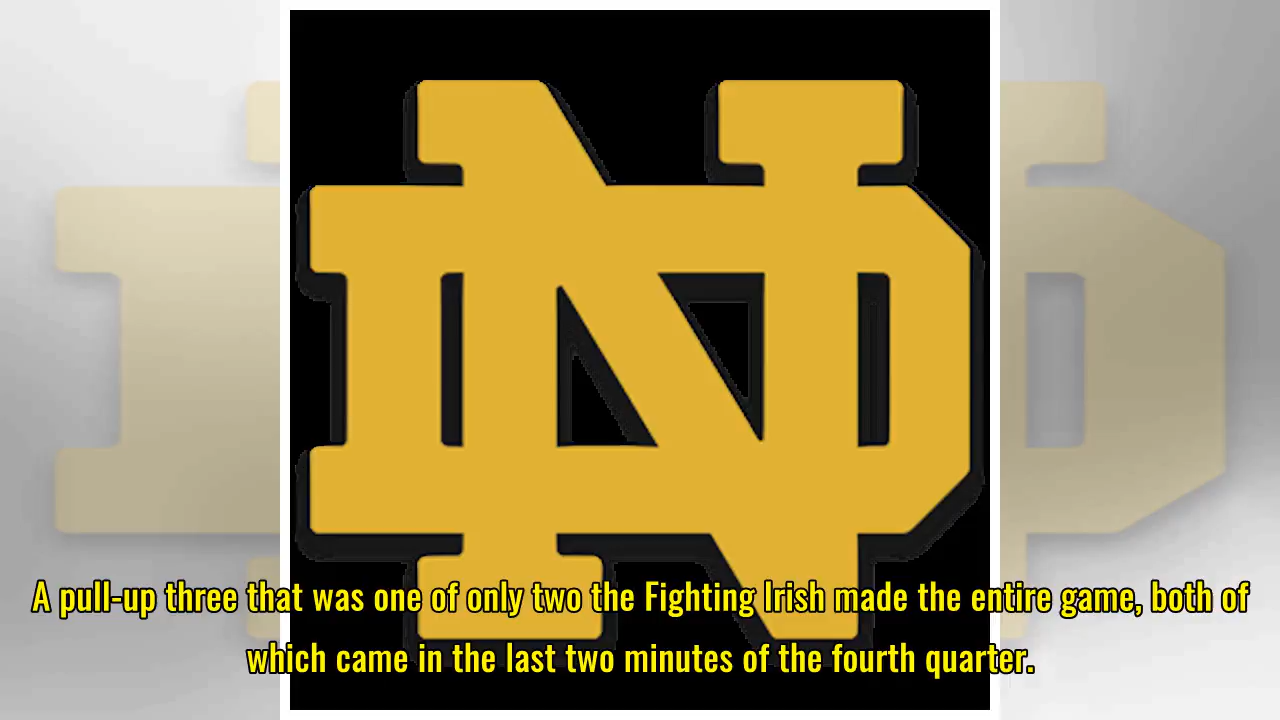 ND
A pull-up three that was one of only two the Fighting Irish made the entire game, both of
which came in the last two minutes of the fourth quarter.